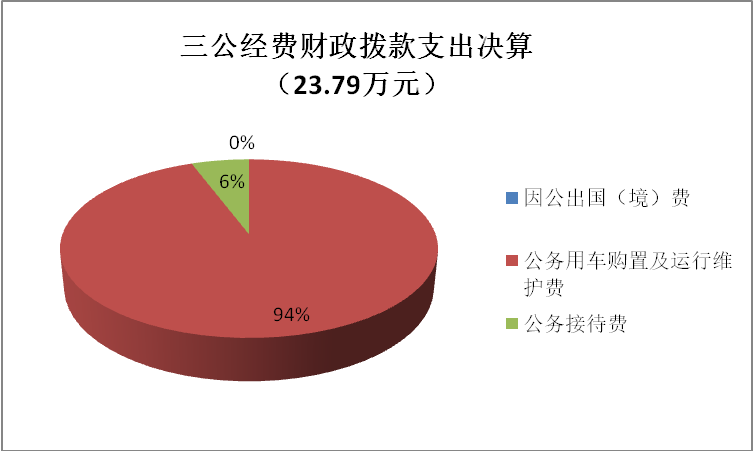 三公经费财政拨款支出决算
（23.79万元）
0%
6%
94%
因公出国（境）费
公务用车购置及运行维
护费
公务接待费